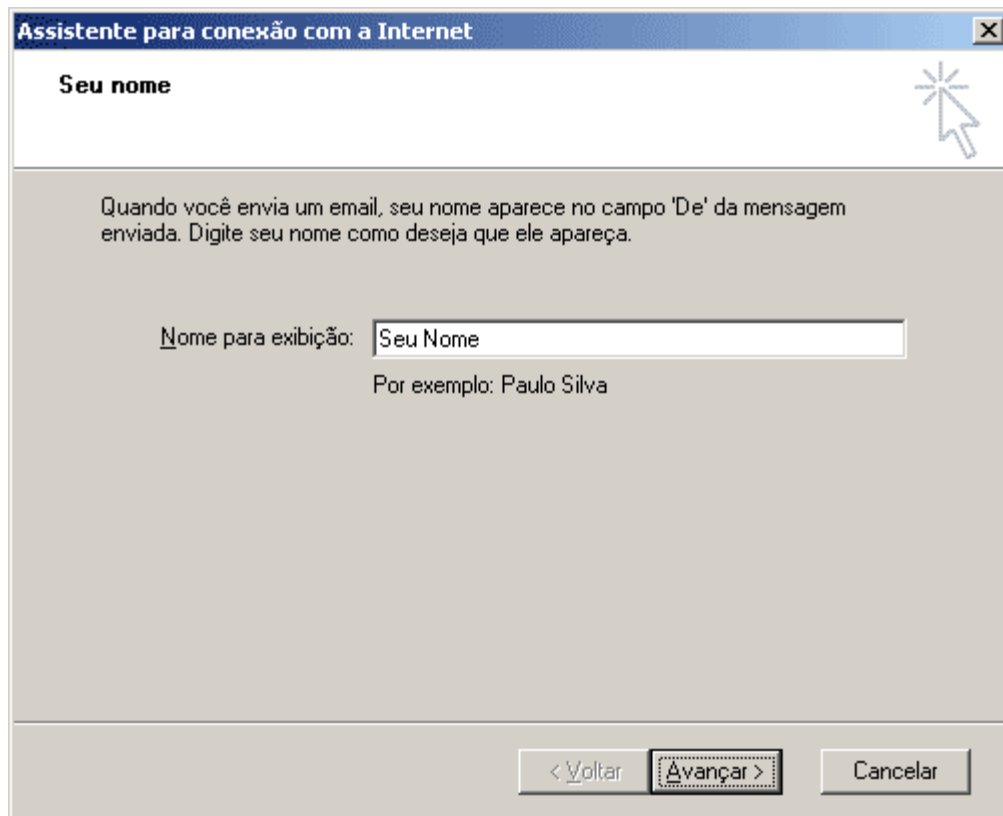 Assistente para conexão com a Internet
Seu nome
Quando você envia um email, seu nome aparece no campo 'De' da mensagem
enviada. Digite seu nome como deseja que ele apareça.
Nome para exibição: Seu Nome
Por exemplo: Paulo Silva
< Voltar Avançar > Cancelar